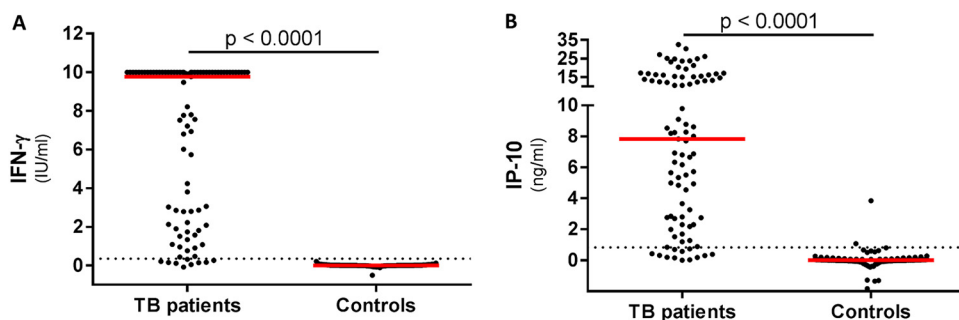 A
p < 0.0001
12
10
8
6
4
2
0
IFN-γ
(IU/ml)
TB patients
Controls
B
p < 0.0001
35
25
15
10
8
6
4
2
0
IP-10
(ng/ml)
TB patients
Controls